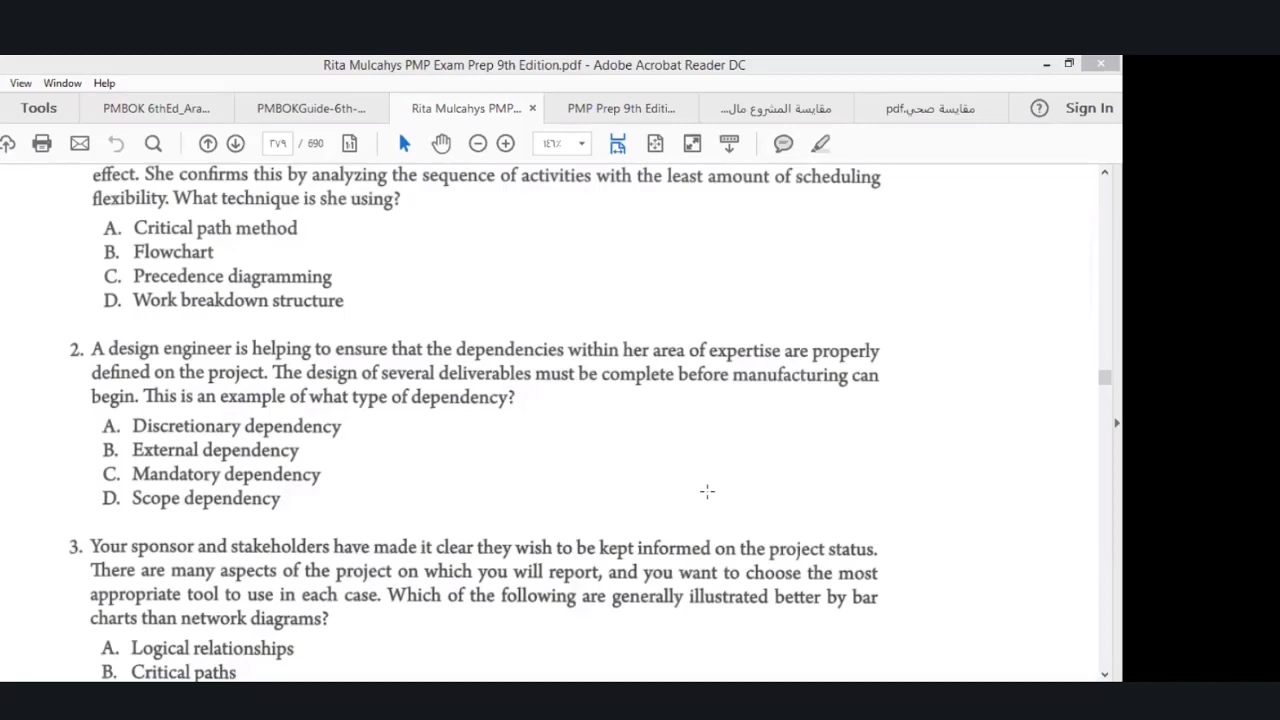 Rita Mulcahys PMP Exam Prep 9th Edition.pdf - Adobe Acrobat Reader DC
View Window Help
Tools PMBOK 6thEd_Ara... PMBOKGuide-6th-... Rita Mulcahys PMP... × PMP Prep 9th Editi... مقايسة المشروع مال... مقايسة صحي.pdf Sign In
٣٧٩ / 690 ١٤٦٪
effect. She confirms this by analyzing the sequence of activities with the least amount of scheduling
flexibility. What technique is she using?
A. Critical path method
B. Flowchart
C. Precedence diagramming
D. Work breakdown structure
2. A design engineer is helping to ensure that the dependencies within her area of expertise are properly
defined on the project. The design of several deliverables must be complete before manufacturing can
begin. This is an example of what type of dependency?
A. Discretionary dependency
B. External dependency
C. Mandatory dependency
D. Scope dependency
3. Your sponsor and stakeholders have made it clear they wish to be kept informed on the project status.
There are many aspects of the project on which you will report, and you want to choose the most
appropriate tool to use in each case. Which of the following are generally illustrated better by bar
charts than network diagrams?
A. Logical relationships
B. Critical paths